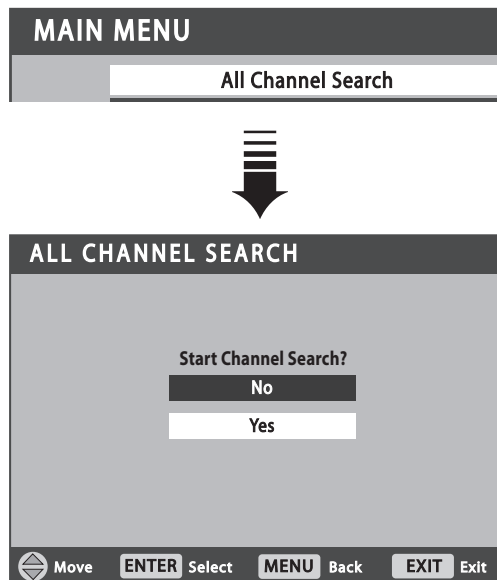 MAIN MENU
All Channel Search
ALL CHANNEL SEARCH
Start Channel Search?
No
Yes
Move ENTER Select MENU Back EXIT Exit